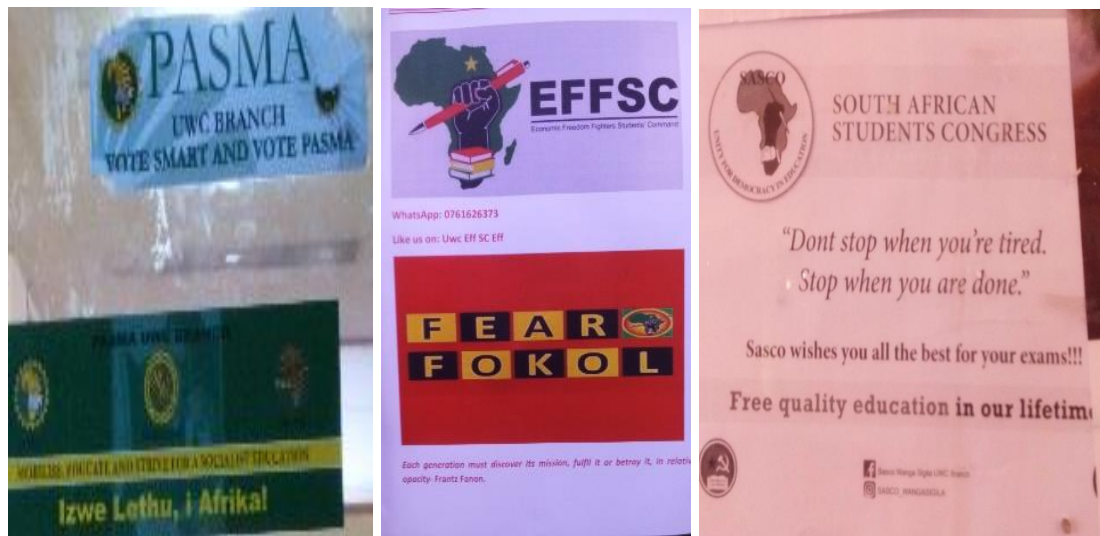 PASMA
UWC BRANCH
VOTE SMART AND VOTE PASMA
PASMA UWC BRANCH
MOBILISE EDUCATE AND STRIVE FOR A SOCIALIST EDUCATION
Izwe Lethu, i Afrika!
EFFSC
Economic Freedom Fighters Students' Command
WhatsApp: 0761626373
Like us on: Uwc Eff SC Eff
FEAR
FOKOL
Each generation must discover its mission, fulfil it or betray it, in relativ
opacity- Frantz Fanon.
SASCO
UNITY FOR DEMOCRACY IN EDUCATION
SOUTH AFRICAN
STUDENTS CONGRESS
“Dont stop when you're tired.
Stop when you are done.”
Sasco wishes you all the best for your exams!!!
Free quality education in our lifetime
Sasco Wanga Sigila UWC Branch
SASCO_WANGASIGILA